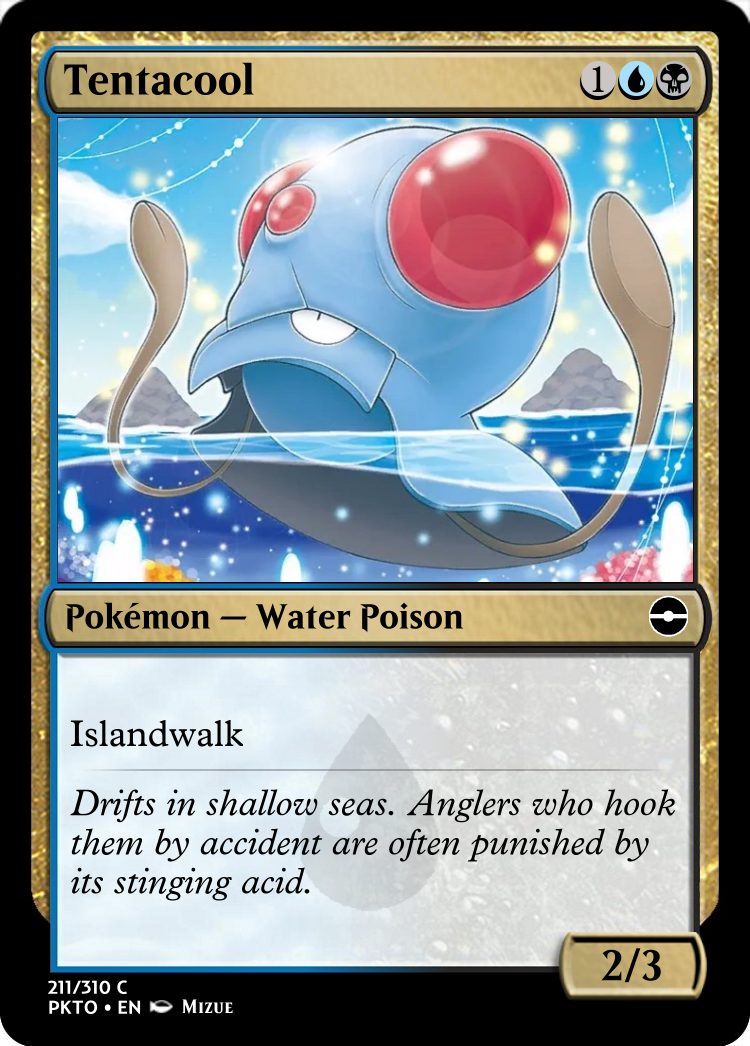 Tentacool 1
Pokémon — Water Poison
Islandwalk
Drifts in shallow seas. Anglers who hook
them by accident are often punished by
its stinging acid.
2/3
211/310 C
PKTO • EN Mizue